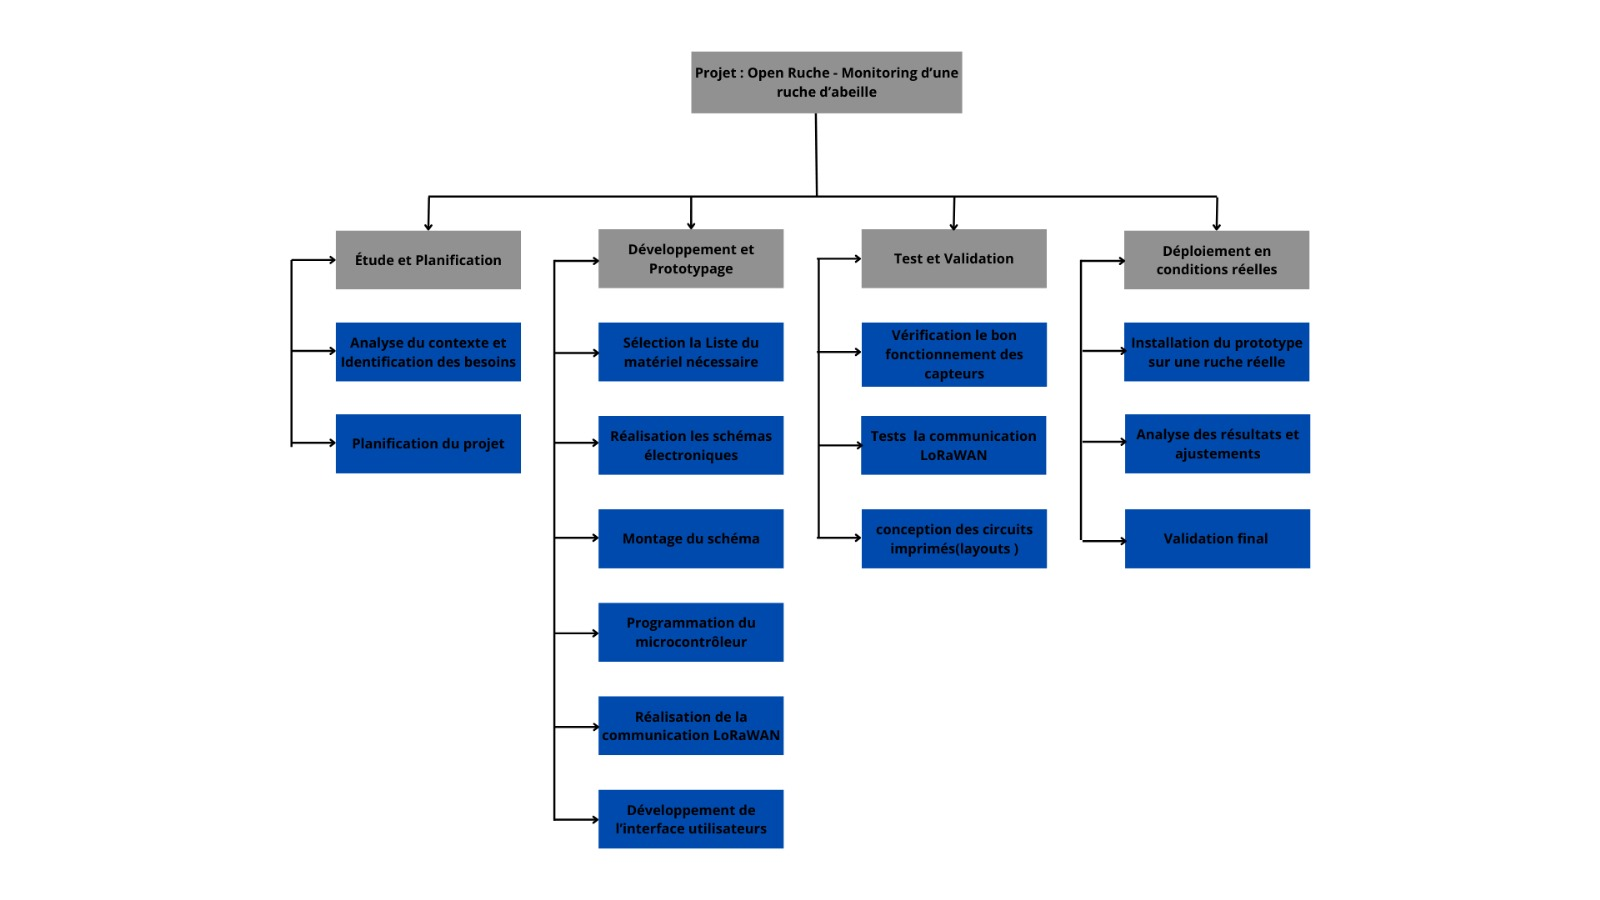 Projet : Open Ruche - Monitoring d’une
ruche d’abeille
Étude et Planification
Analyse du contexte et
Identification des besoins
Planification du projet
Développement et
Prototypage
Sélection la Liste du
matériel nécessaire
Réalisation les schémas
électroniques
Montage du schéma
Programmation du
microcontrôleur
Réalisation de la
communication LoRaWAN
Développement de
l’interface utilisateurs
Test et Validation
Vérification le bon
fonctionnement des
capteurs
Tests  la communication
LoRaWAN
conception des circuits
imprimés(layouts )
Déploiement en
conditions réelles
Installation du prototype
sur une ruche réelle
Analyse des résultats et
ajustements
Validation final